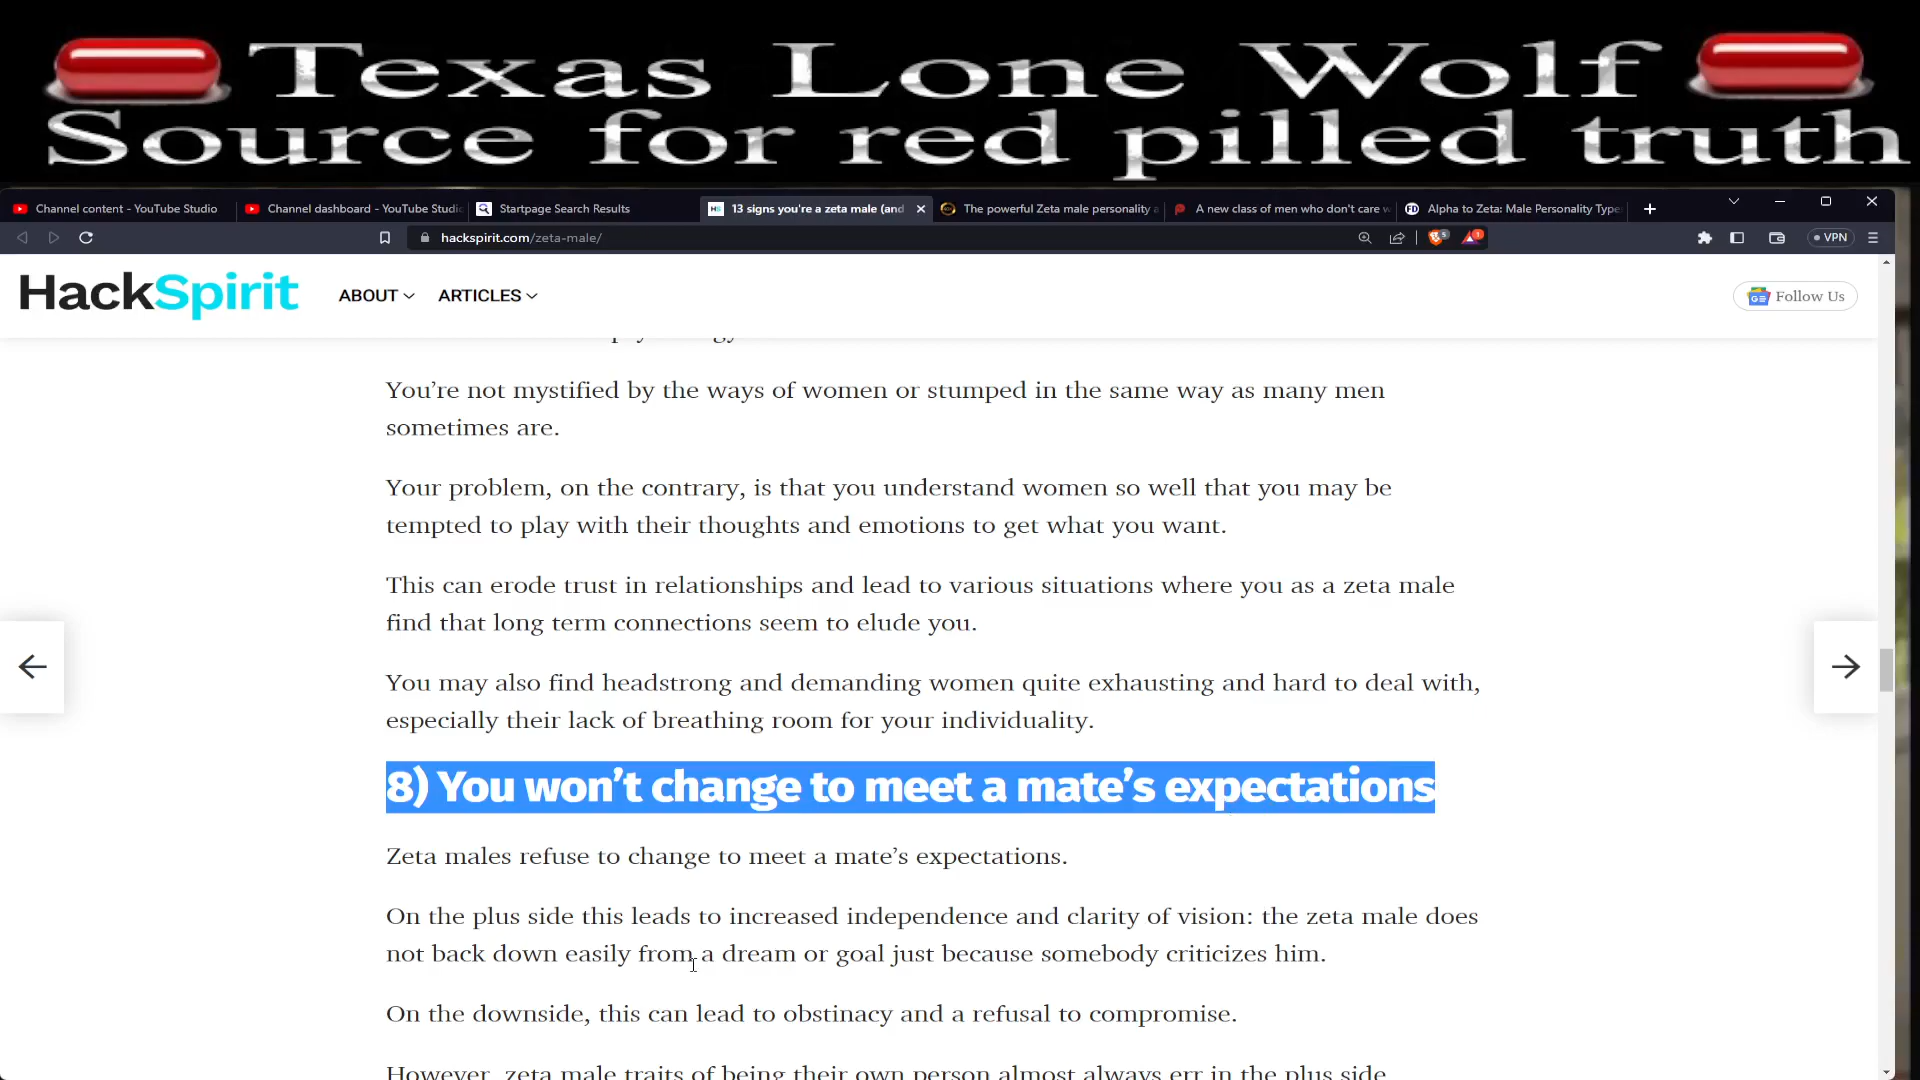 Texas Lone Wolf
Source for red pilled truth
Channel content - YouTube Studio
Channel dashboard - YouTube Studio
Startpage Search Results
13 signs you're a zeta male (and
The powerful Zeta male personality
A new class of men who don't care w
Alpha to Zeta: Male Personality Type
hackspirit.com/zeta-male/
VPN
HackSpirit
ABOUT
ARTICLES
Follow Us
You’re not mystified by the ways of women or stumped in the same way as many men
sometimes are.
Your problem, on the contrary, is that you understand women so well that you may be
tempted to play with their thoughts and emotions to get what you want.
This can erode trust in relationships and lead to various situations where you as a zeta male
find that long term connections seem to elude you.
You may also find headstrong and demanding women quite exhausting and hard to deal with,
especially their lack of breathing room for your individuality.
8) You won’t change to meet a mate’s expectations
Zeta males refuse to change to meet a mate’s expectations.
On the plus side this leads to increased independence and clarity of vision: the zeta male does
not back down easily from a dream or goal just because somebody criticizes him.
On the downside, this can lead to obstinacy and a refusal to compromise.
However, zeta male traits of being their own person almost always err in the plus side